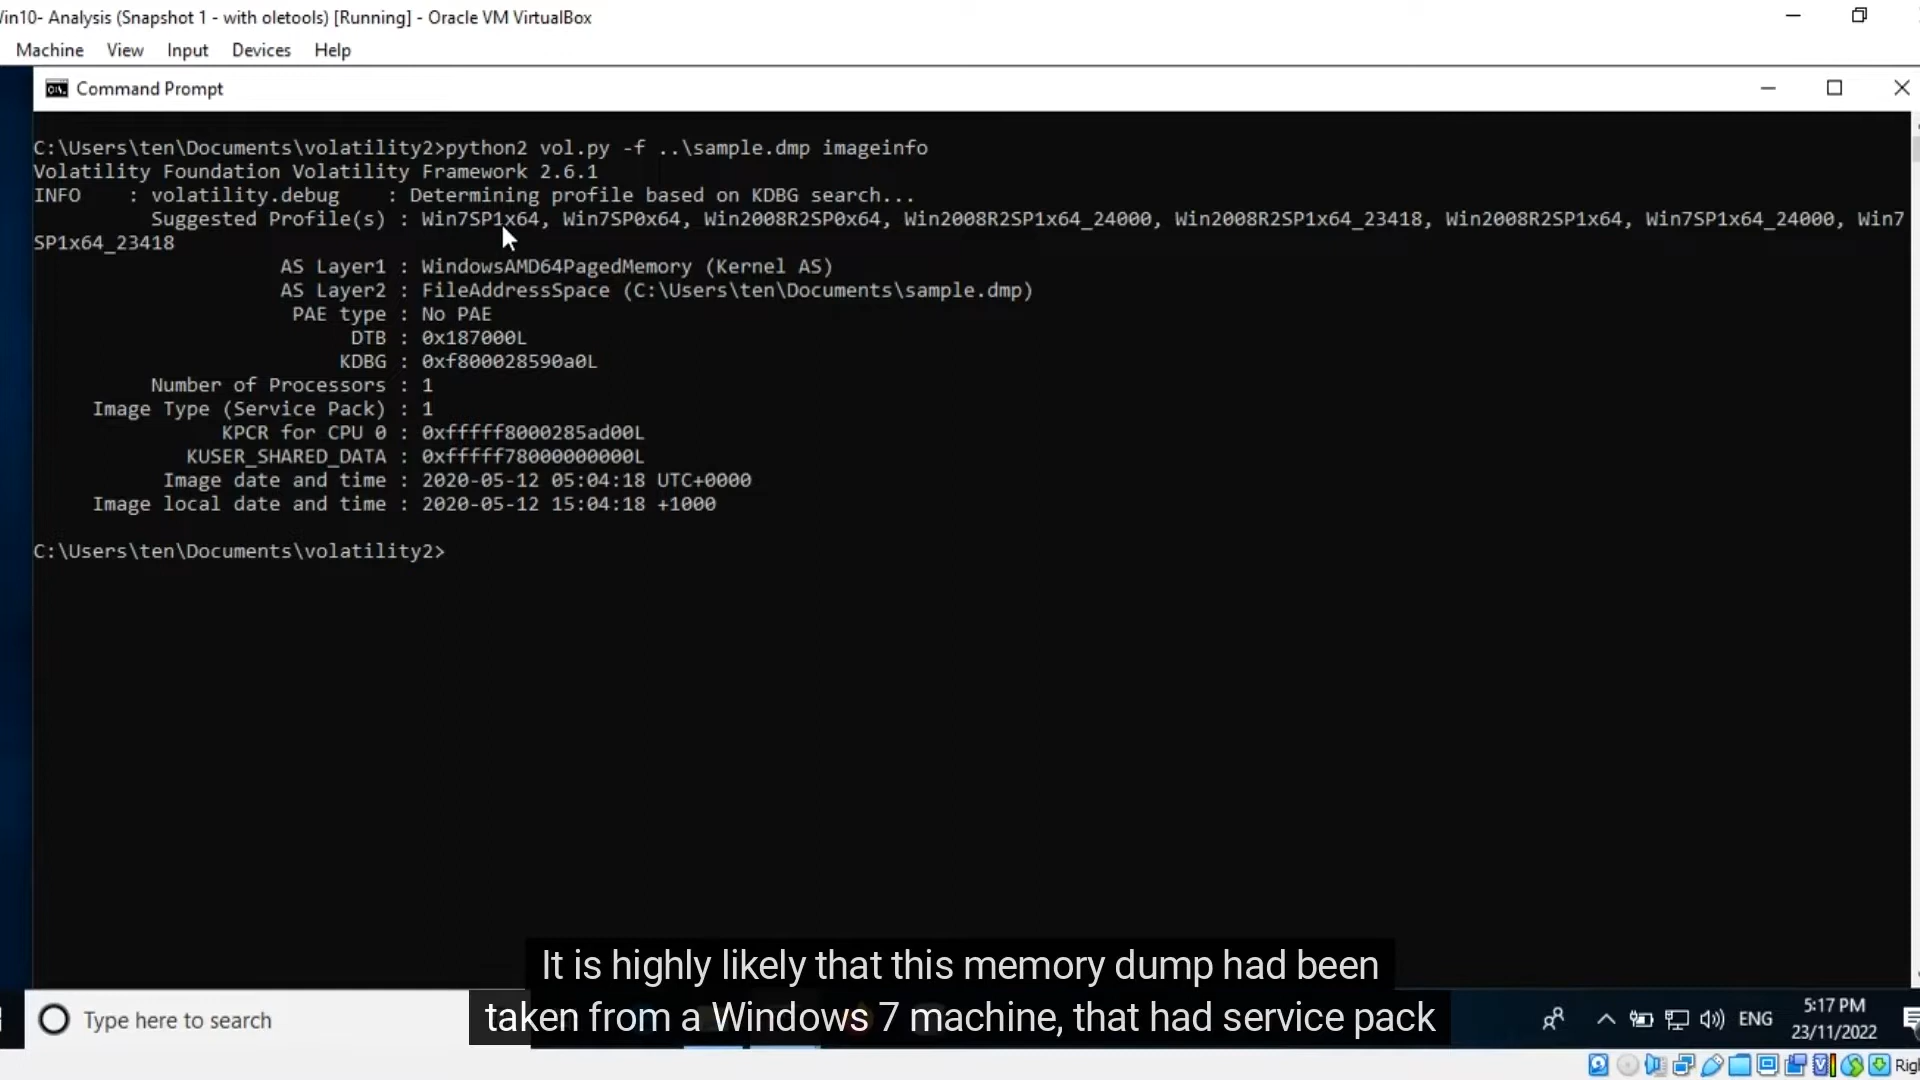 in10- Analysis (Snapshot 1 - with oletools) [Running] - Oracle VM VirtualBox
Machine View Input Devices Help
Command Prompt
C:\Users\ten\Documents\volatility2>python2 vol.py -f ..\sample.dmp imageinfo
Volatility Foundation Volatility Framework 2.6.1
INFO    : volatility.debug    : Determining profile based on KDBG search...
Suggested Profile(s) : Win7SP1x64, Win7SP0x64, Win2008R2SP0x64, Win2008R2SP1x64_24000, Win2008R2SP1x64_23418, Win2008R2SP1x64, Win7SP1x64_24000, Win7
SP1x64_23418
AS Layer1 : WindowsAMD64PagedMemory (Kernel AS)
AS Layer2 : FileAddressSpace (C:\Users\ten\Documents\sample.dmp)
PAE type : No PAE
DTB : 0x187000L
KDBG : 0xf800028590a0L
Number of Processors : 1
Image Type (Service Pack) : 1
KPCR for CPU 0 : 0xfffff8000285ad00L
KUSER_SHARED_DATA : 0xfffff78000000000L
Image date and time : 2020-05-12 05:04:18 UTC+0000
Image local date and time : 2020-05-12 15:04:18 +1000
C:\Users\ten\Documents\volatility2>
It is highly likely that this memory dump had been
taken from a Windows 7 machine, that had service pack
Type here to search
ENG
5:17 PM
23/11/2022
Rig